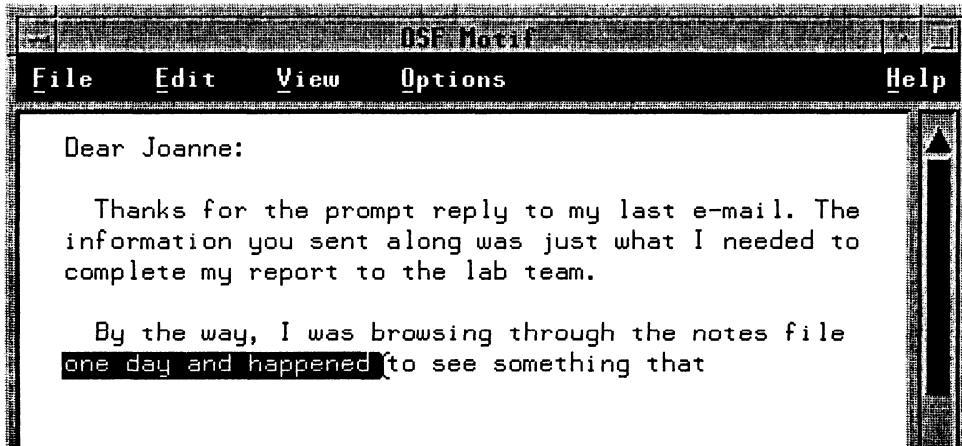 OSF Motif
File Edit View Options Help
Dear Joanne:
Thanks for the prompt reply to my last e-mail. The
information you sent along was just what I needed to
complete my report to the lab team.
By the way, I was browsing through the notes file
one day and happened to see something that